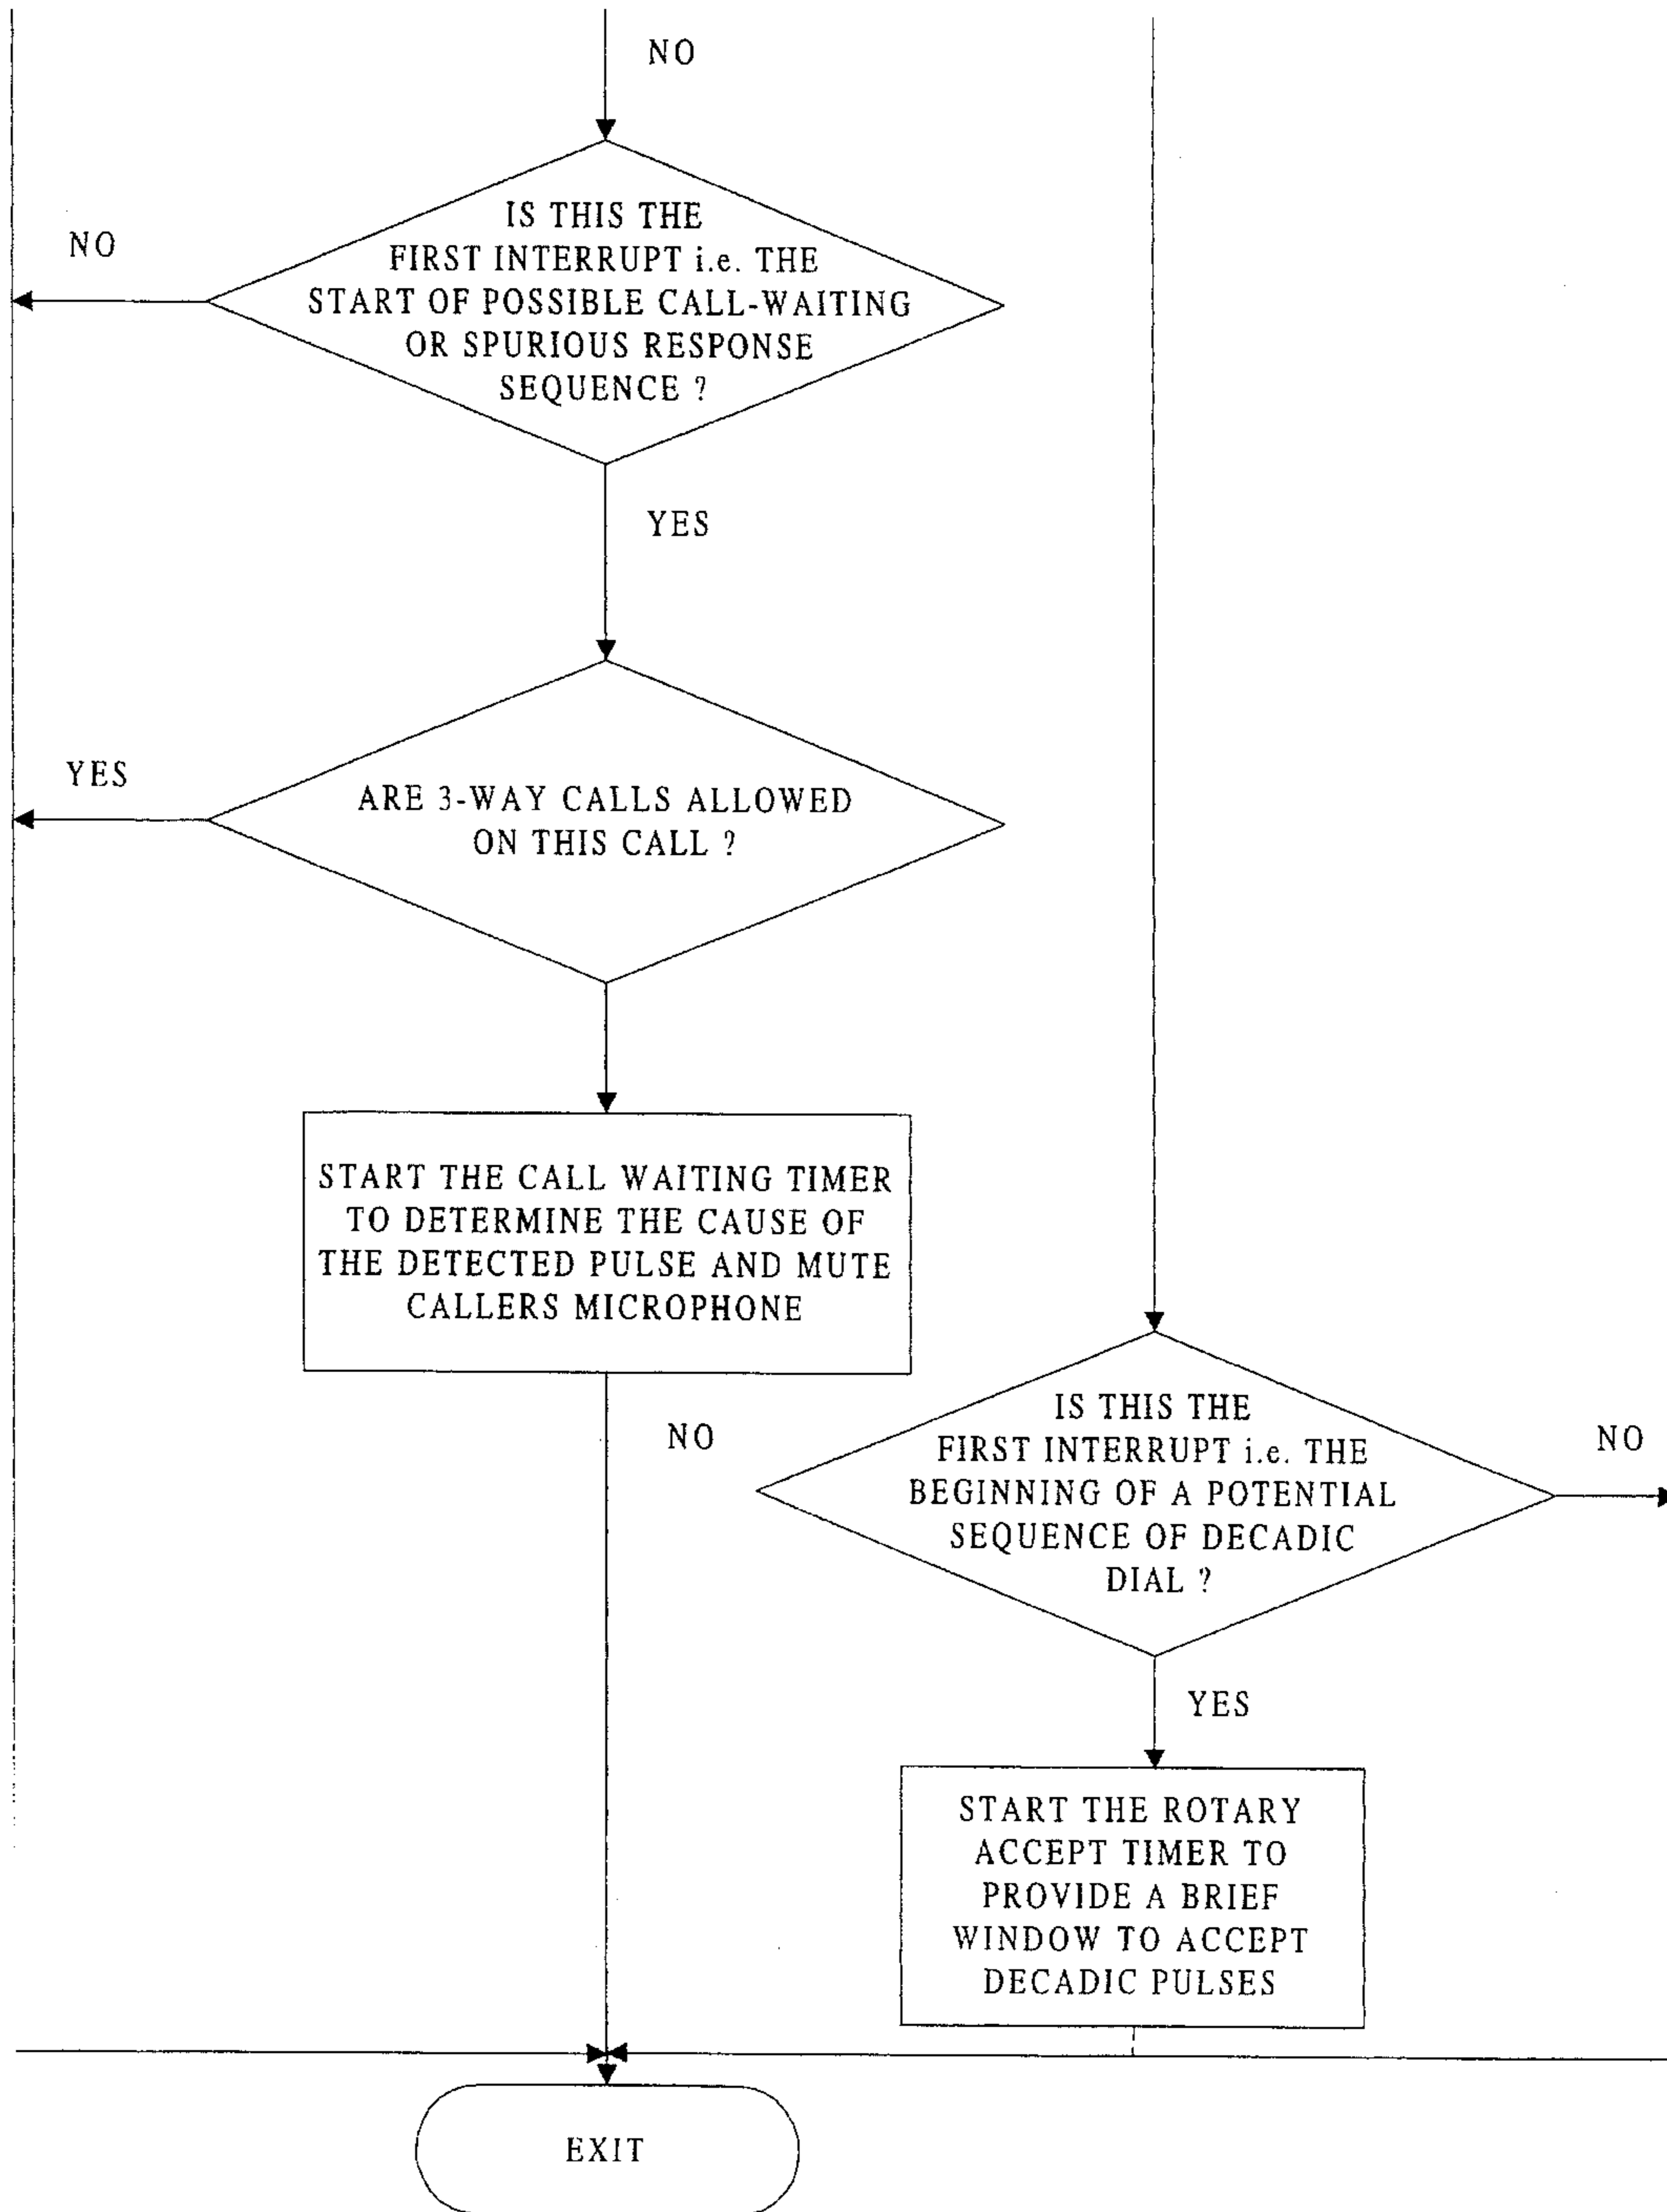 NO
IS THIS THE
FIRST INTERRUPT i.e. THE
START OF POSSIBLE CALL-WAITING
OR SPURIOUS RESPONSE
SEQUENCE ?
NO
YES
ARE 3-WAY CALLS ALLOWED
ON THIS CALL ?
YES
START THE CALL WAITING TIMER
TO DETERMINE THE CAUSE OF
THE DETECTED PULSE AND MUTE
CALLERS MICROPHONE
NO
IS THIS THE
FIRST INTERRUPT i.e. THE
BEGINNING OF A POTENTIAL
SEQUENCE OF DECADIC
DIAL ?
NO
YES
START THE ROTARY
ACCEPT TIMER TO
PROVIDE A BRIEF
WINDOW TO ACCEPT
DECADIC PULSES
EXIT